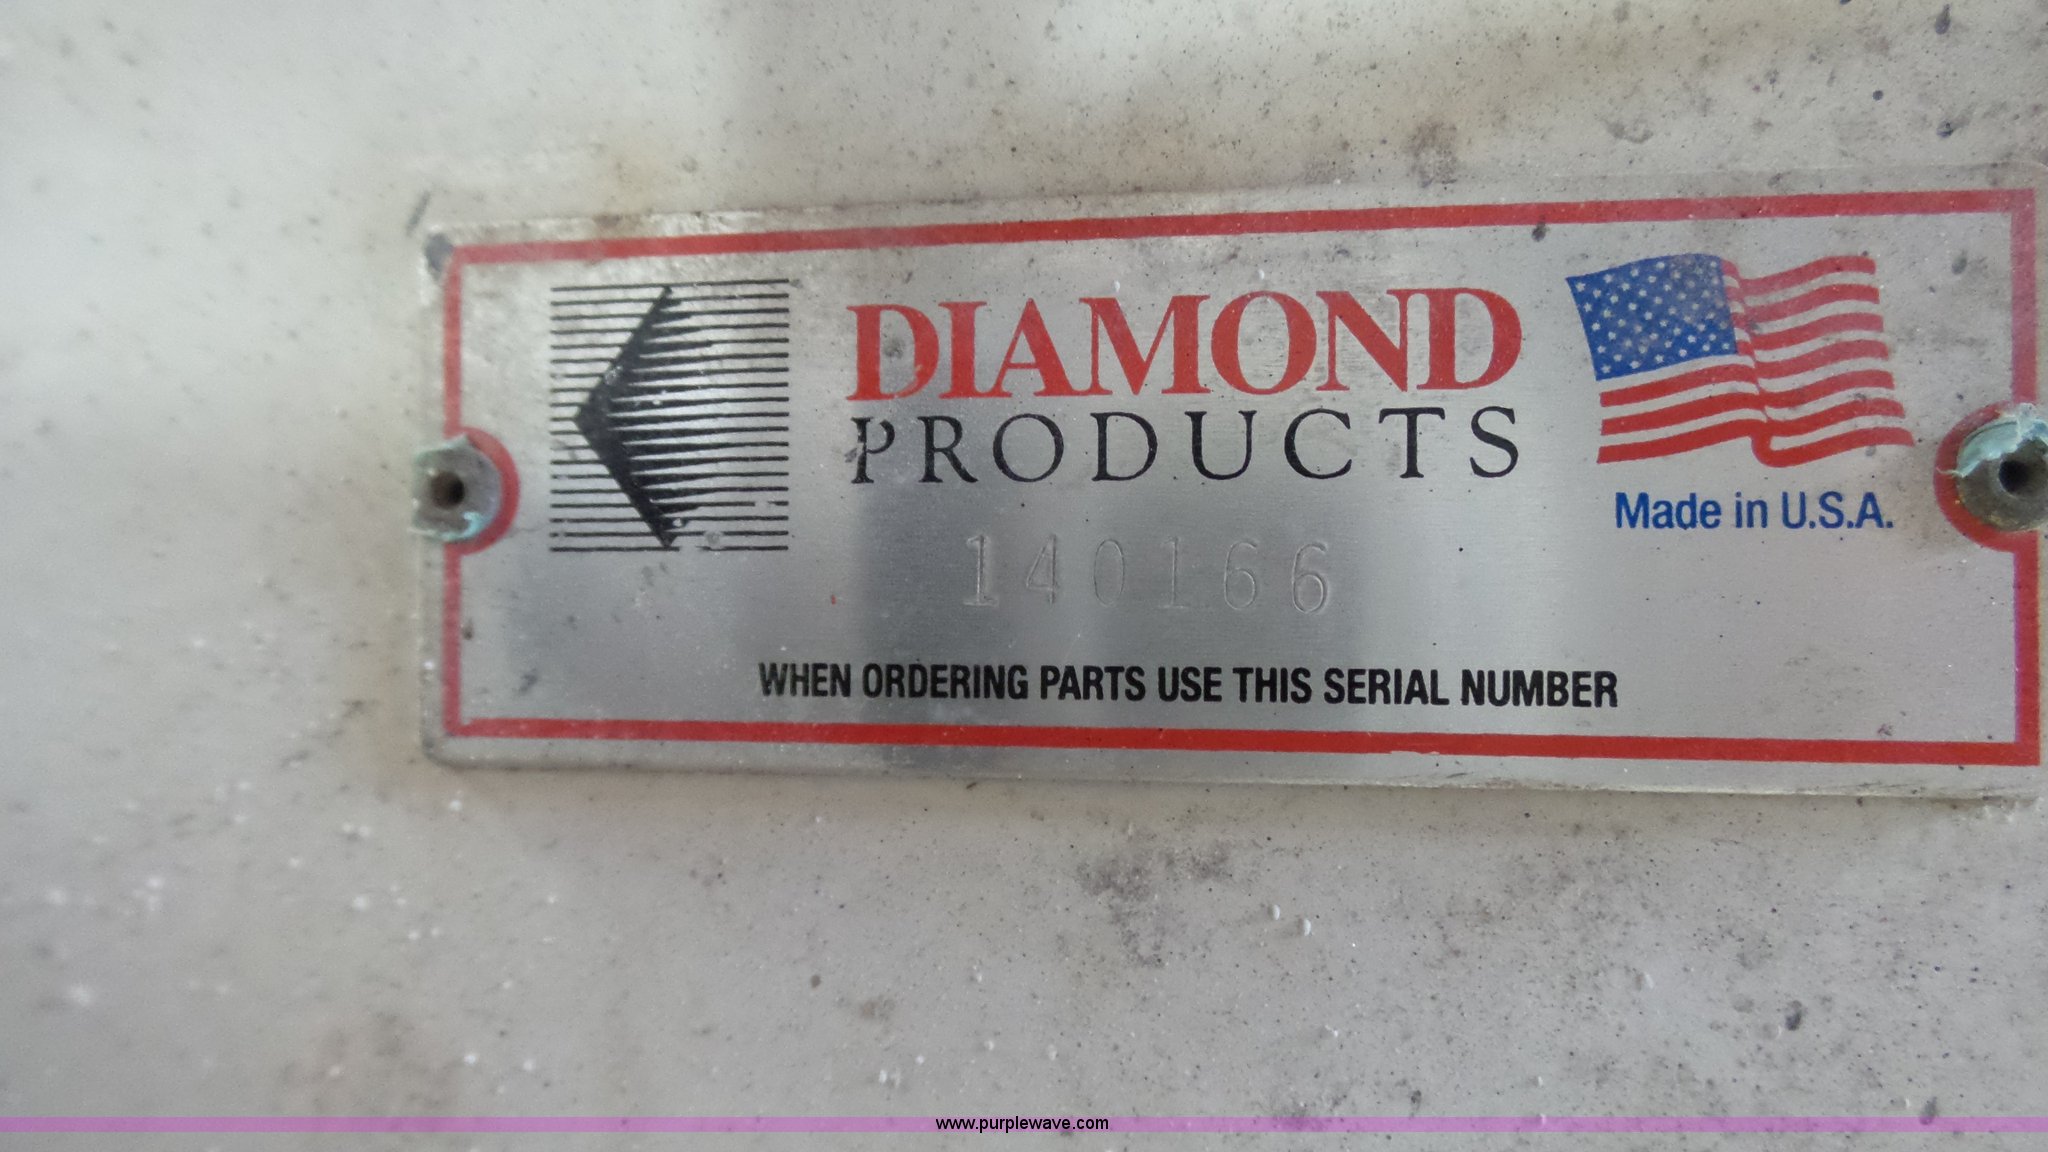 DIAMOND
PRODUCTS
Made in U.S.A.
140166
WHEN ORDERING PARTS USE THIS SERIAL NUMBER
www.purplewave.com